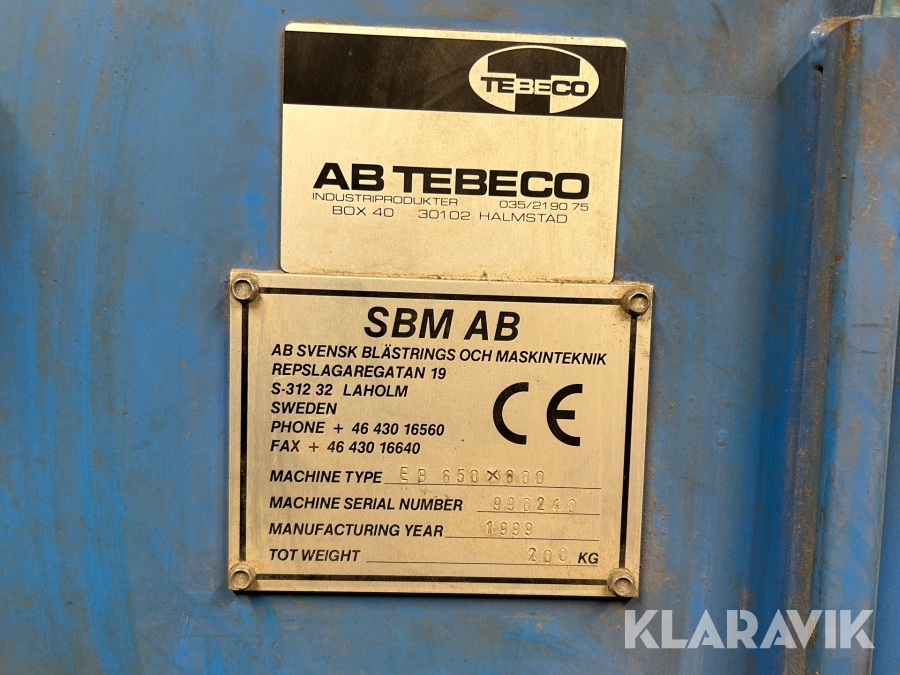 TEBECO
AB TEBECO
INDUSTRIPRODUKTER 035/219075
BOX 40 30102 HALMSTAD
SBM AB
AB SVENSK BLÄSTRINGS OCH MASKINTEKNIK
REPSLAGAREGATAN 19
S-312 32 LAHOLM
SWEDEN
PHONE + 46 430 16560
FAX + 46 430 16640
CE
MACHINE TYPE EB 650×800
MACHINE SERIAL NUMBER 990240
MANUFACTURING YEAR 1999
TOT WEIGHT 200 KG
KLARAVIK